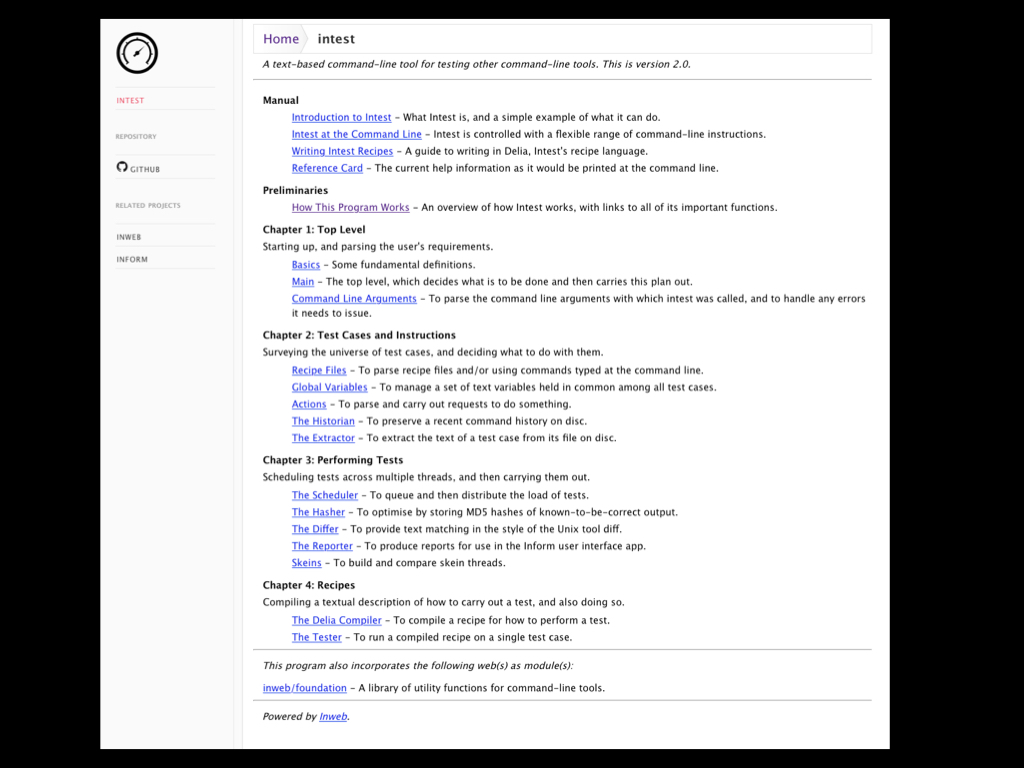 INTEST
REPOSITORY
GITHUB
RELATED PROJECTS
INWEB
INFORM
Home intest
A text-based command-line tool for testing other command-line tools. This is version 2.0.
Manual
Introduction to Intest – What Intest is, and a simple example of what it can do.
Intest at the Command Line – Intest is controlled with a flexible range of command-line instructions.
Writing Intest Recipes – A guide to writing in Delia, Intest's recipe language.
Reference Card – The current help information as it would be printed at the command line.
Preliminaries
How This Program Works – An overview of how Intest works, with links to all of its important functions.
Chapter 1: Top Level
Starting up, and parsing the user's requirements.
Basics – Some fundamental definitions.
Main – The top level, which decides what is to be done and then carries this plan out.
Command Line Arguments – To parse the command line arguments with which intest was called, and to handle any errors
it needs to issue.
Chapter 2: Test Cases and Instructions
Surveying the universe of test cases, and deciding what to do with them.
Recipe Files – To parse recipe files and/or using commands typed at the command line.
Global Variables – To manage a set of text variables held in common among all test cases.
Actions – To parse and carry out requests to do something.
The Historian – To preserve a recent command history on disc.
The Extractor – To extract the text of a test case from its file on disc.
Chapter 3: Performing Tests
Scheduling tests across multiple threads, and then carrying them out.
The Scheduler – To queue and then distribute the load of tests.
The Hasher – To optimise by storing MD5 hashes of known-to-be-correct output.
The Differ – To provide text matching in the style of the Unix tool diff.
The Reporter – To produce reports for use in the Inform user interface app.
Skeins – To build and compare skein threads.
Chapter 4: Recipes
Compiling a textual description of how to carry out a test, and also doing so.
The Delia Compiler – To compile a recipe for how to perform a test.
The Tester – To run a compiled recipe on a single test case.
This program also incorporates the following web(s) as module(s):
inweb/foundation – A library of utility functions for command-line tools.
Powered by Inweb.